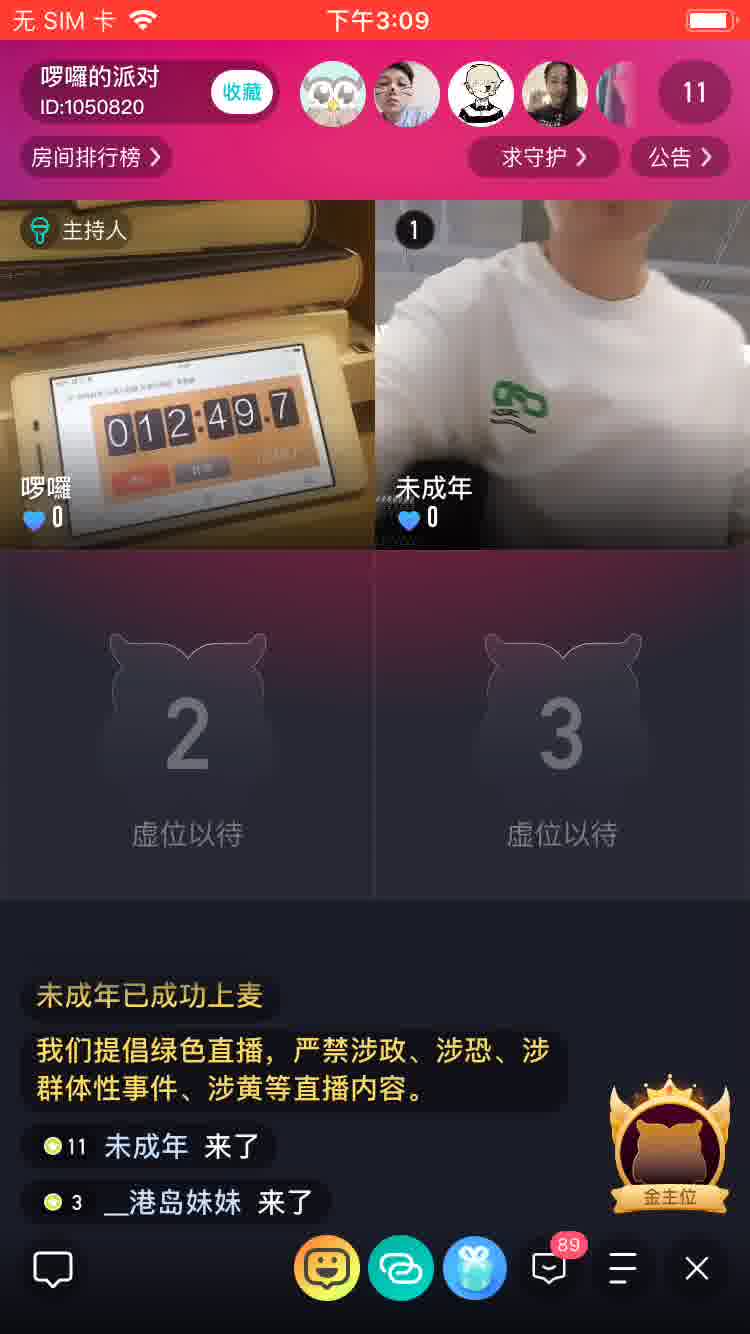 无 SIM 卡
下午3:09
啰囉的派对
ID:1050820
收藏
11
房间排行榜
求守护
公告
主持人
1
012:49.7
啰囉
0
未成年
0
2
虚位以待
3
虚位以待
未成年已成功上麦
我们提倡绿色直播，严禁涉政、涉恐、涉
群体性事件、涉黄等直播内容。
11 未成年 来了
3 __港岛妹妹 来了
金主位
89